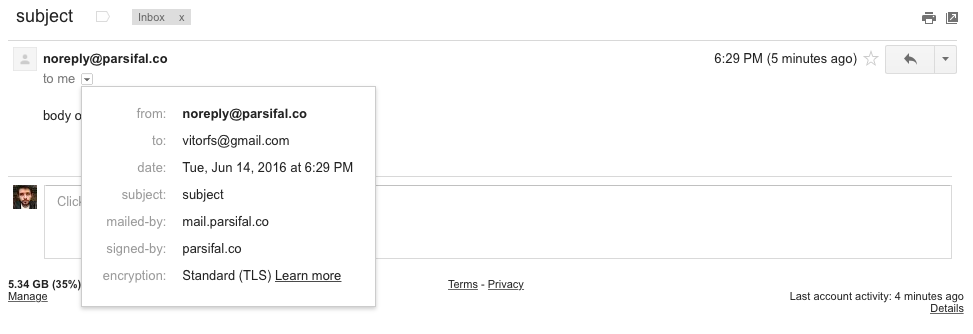 subject Inbox x
noreply@parsifal.co 6:29 PM (5 minutes ago)
to me
body o
from: noreply@parsifal.co
to: vitorfs@gmail.com
date: Tue, Jun 14, 2016 at 6:29 PM
subject: subject
mailed-by: mail.parsifal.co
signed-by: parsifal.co
encryption: Standard (TLS) Learn more
Clic
5.34 GB (35%)
Manage
Terms - Privacy
Last account activity: 4 minutes ago
Details